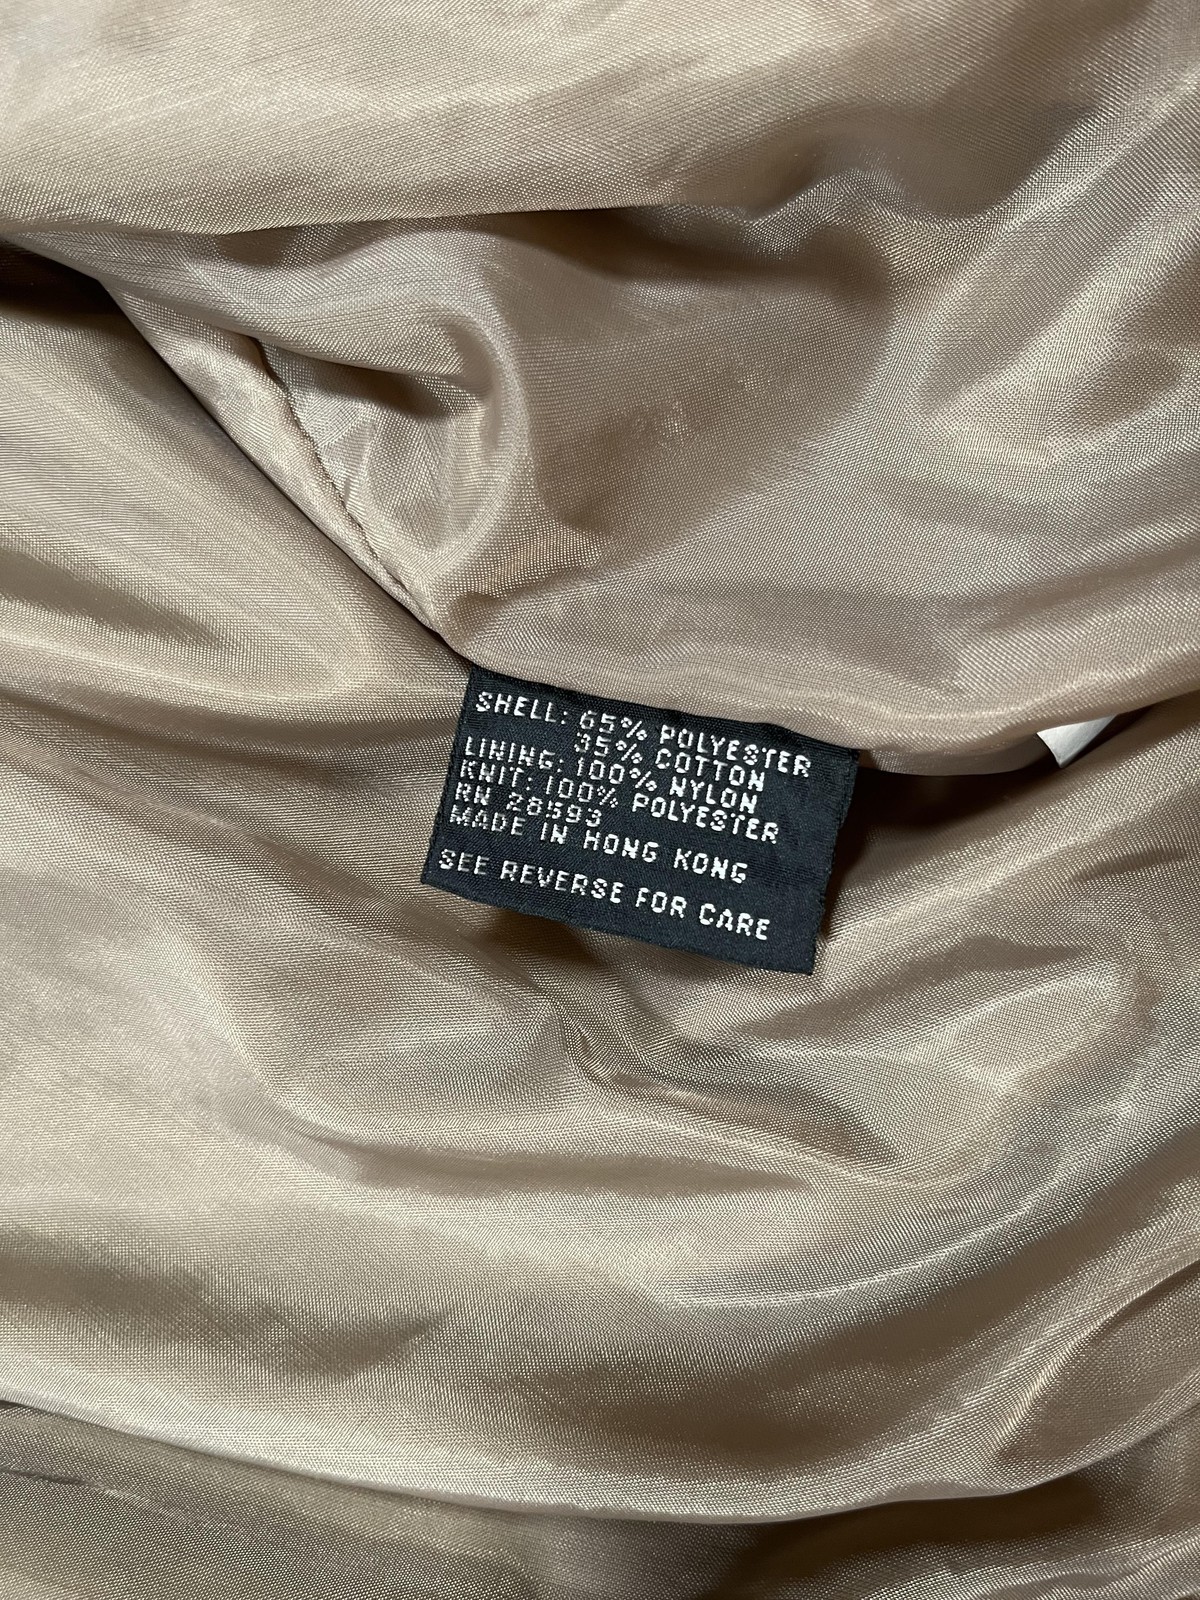 SHELL: 65% POLYESTER
35% COTTON
LINING: 100% NYLON
KNIT: 100% POLYESTER
RN 28593
MADE IN HONG KONG
SEE REVERSE FOR CARE